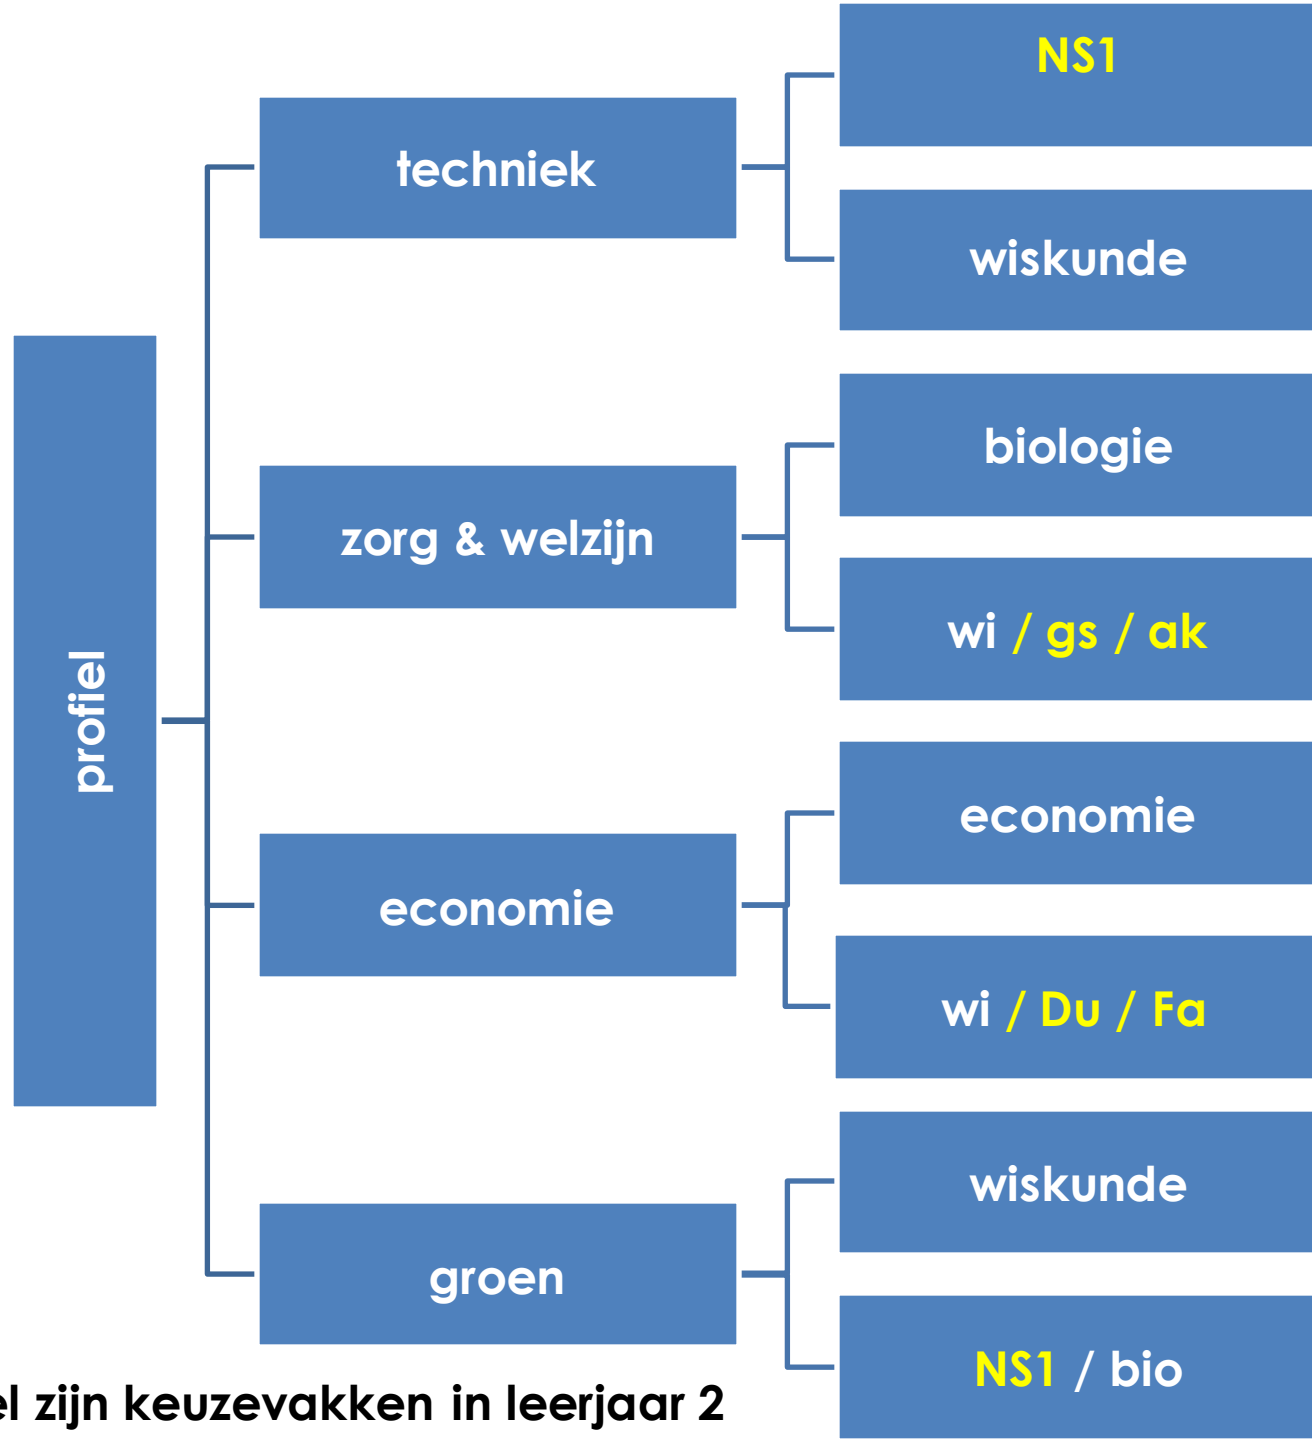 profiel
techniek
NS1
wiskunde
zorg & welzijn
biologie
wi / gs / ak
economie
economie
wi / Du / Fa
groen
wiskunde
NS1 / bio
zijn keuzevakken in leerjaar 2